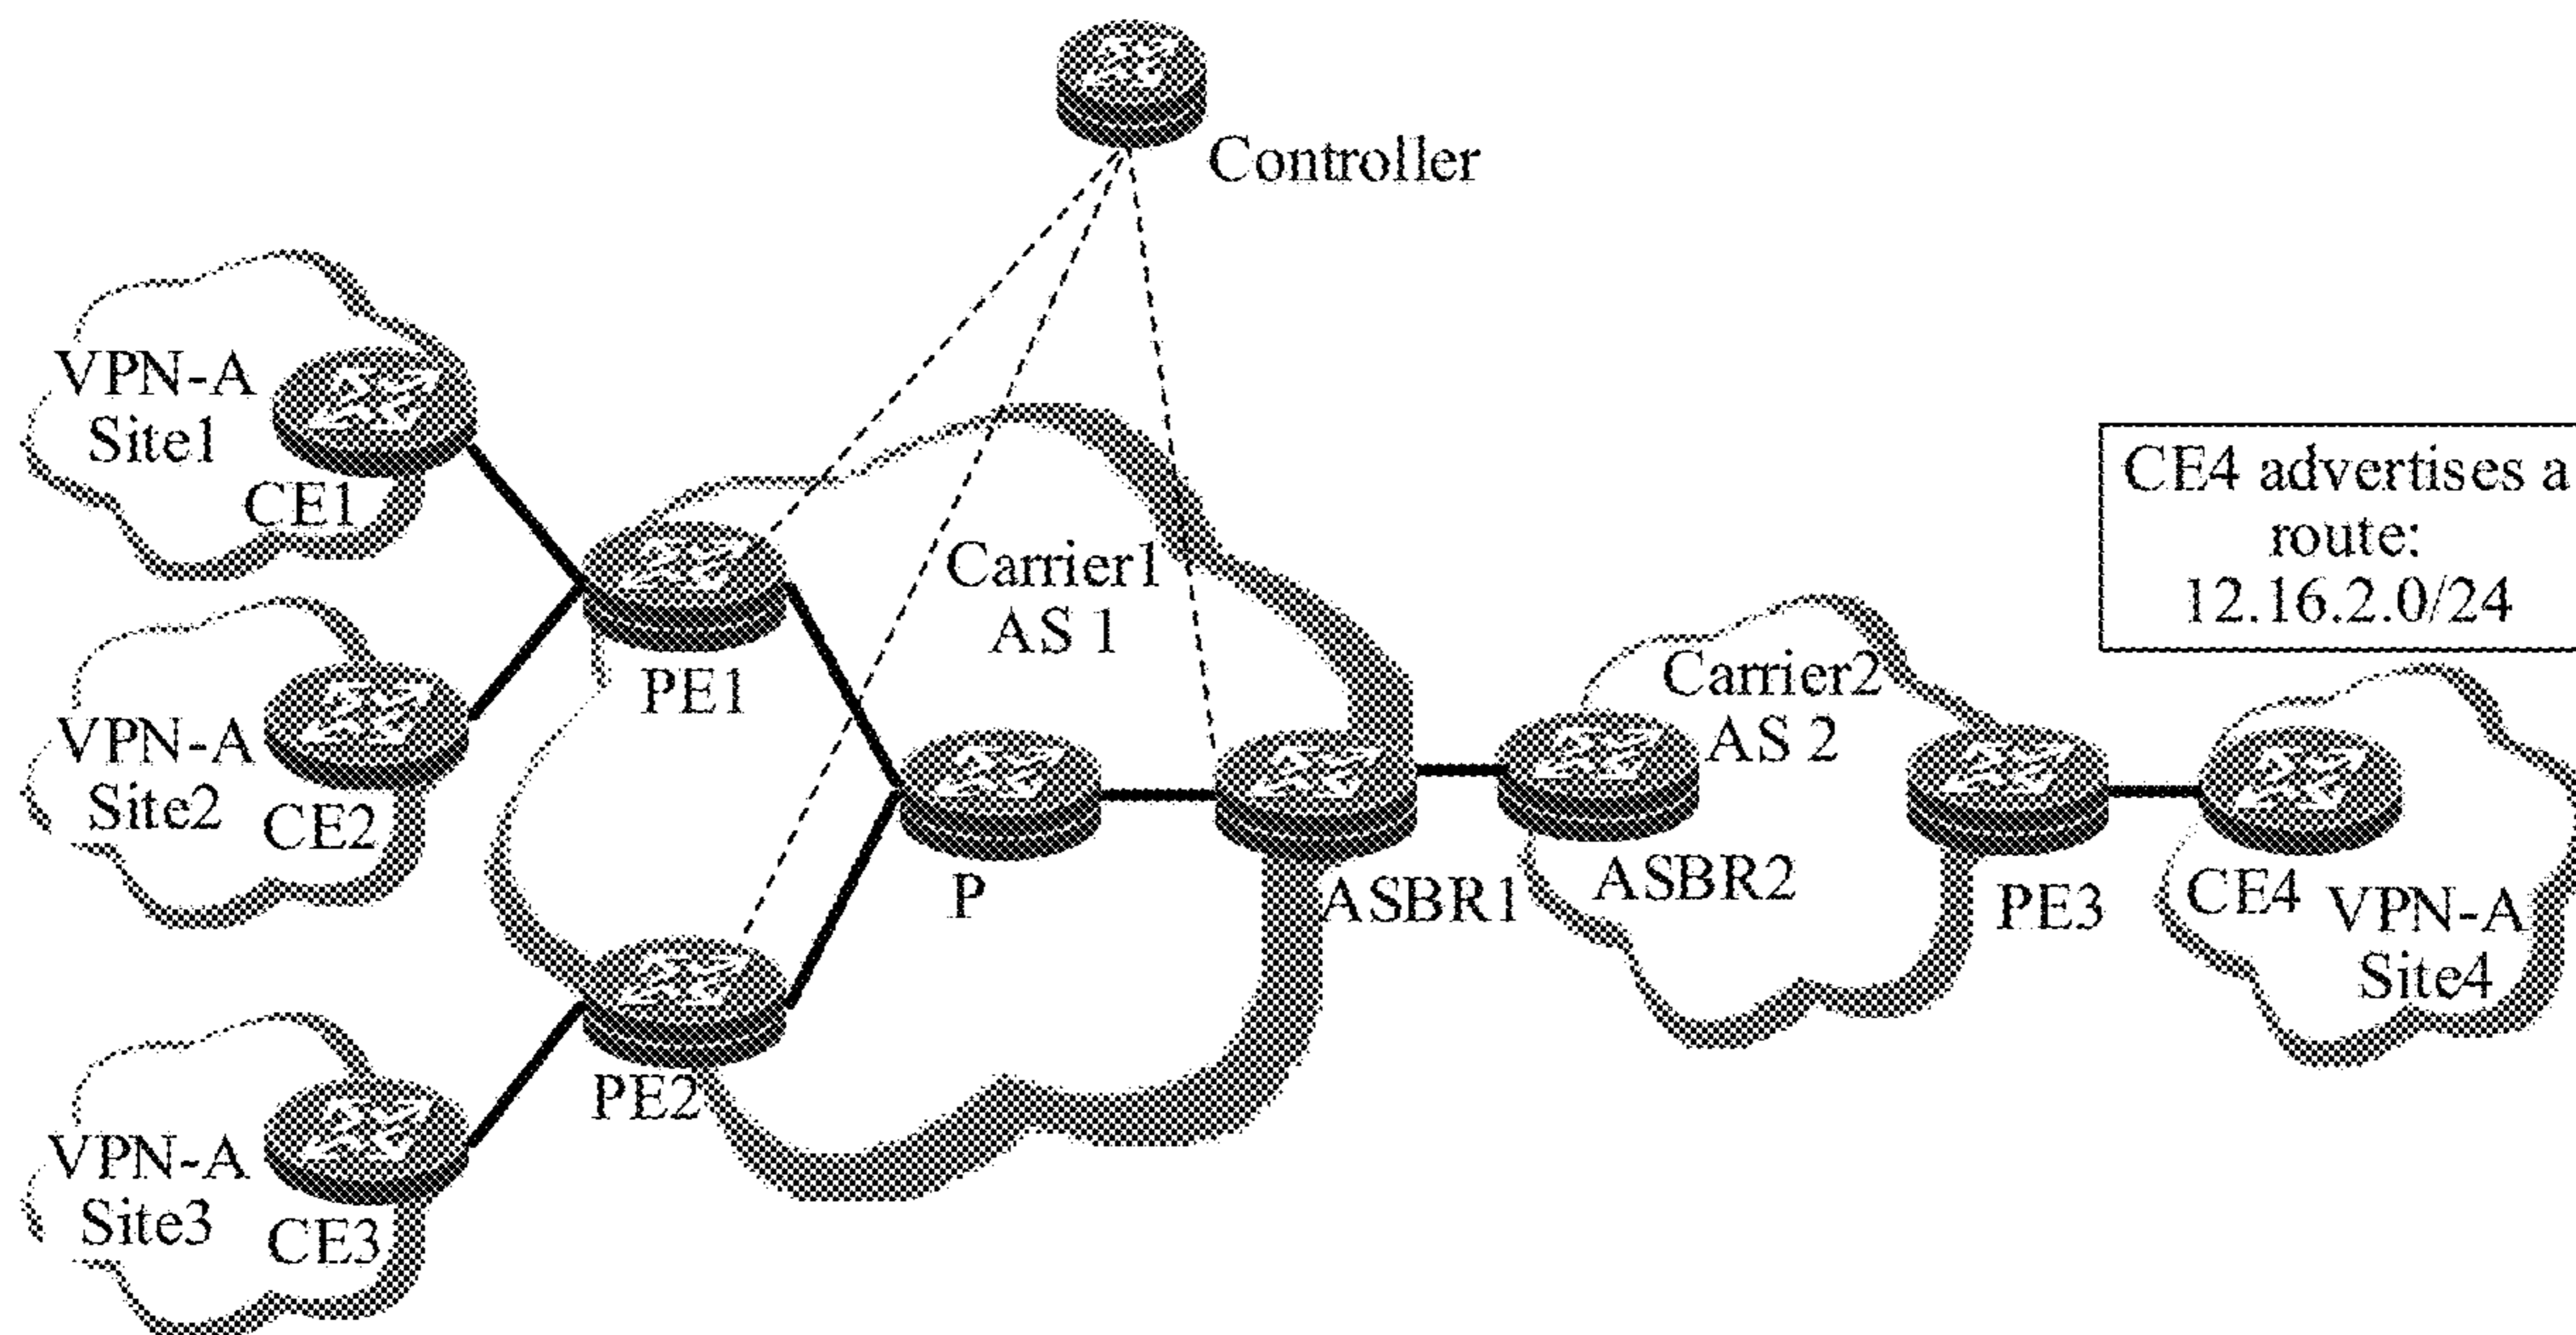 Controller
VPN-A
Site1
CE1
CE4 advertises a
route:
12.16.2.0/24
Carrier1
AS 1
PE1
Carrier2
AS 2
VPN-A
Site2
CE2
P
ASBR1
ASBR2
PE3
CE4
VPN-A
Site4
PE2
VPN-A
Site3
CE3